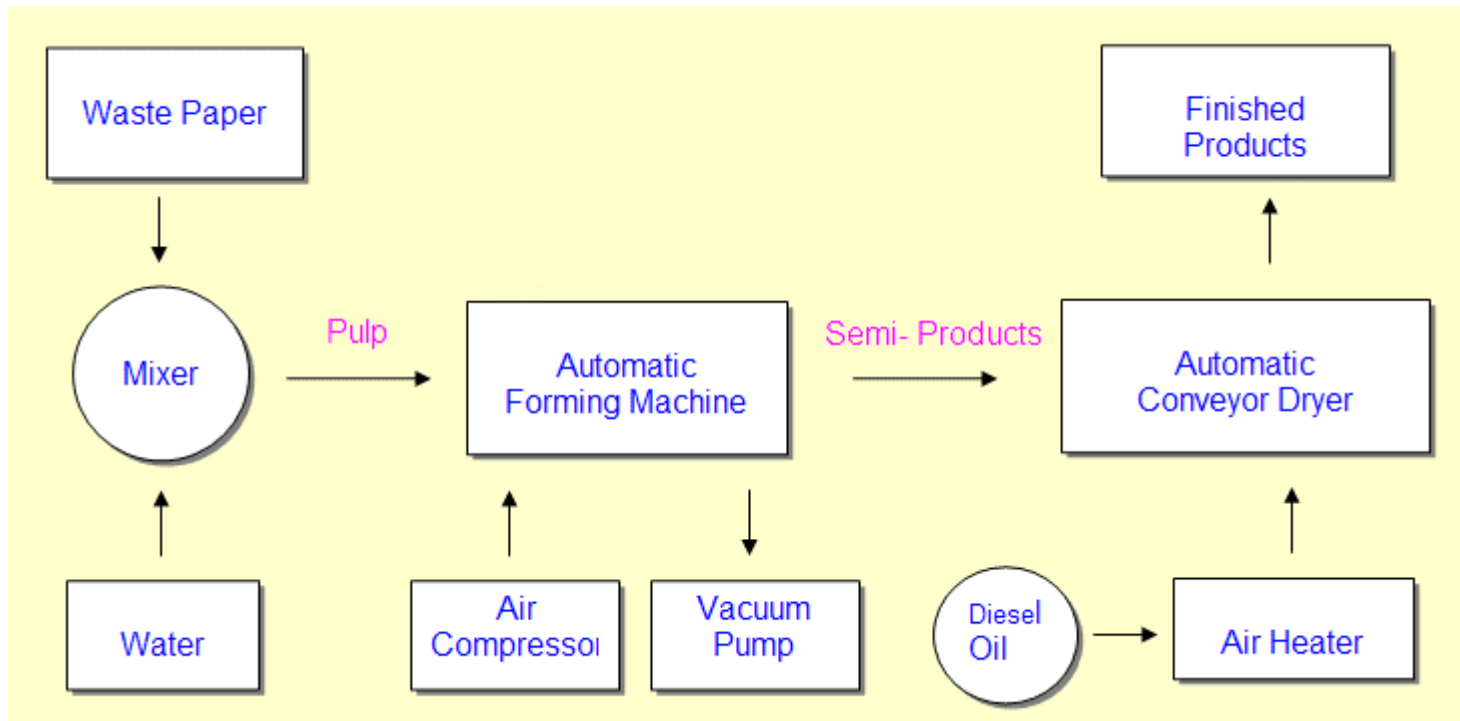 Waste Paper
Finished
Products
Pulp
Semi- Products
Mixer
Automatic
Forming Machine
Automatic
Conveyor Dryer
Water
Air
Compressor
Vacuum
Pump
Diesel
Oil
Air Heater